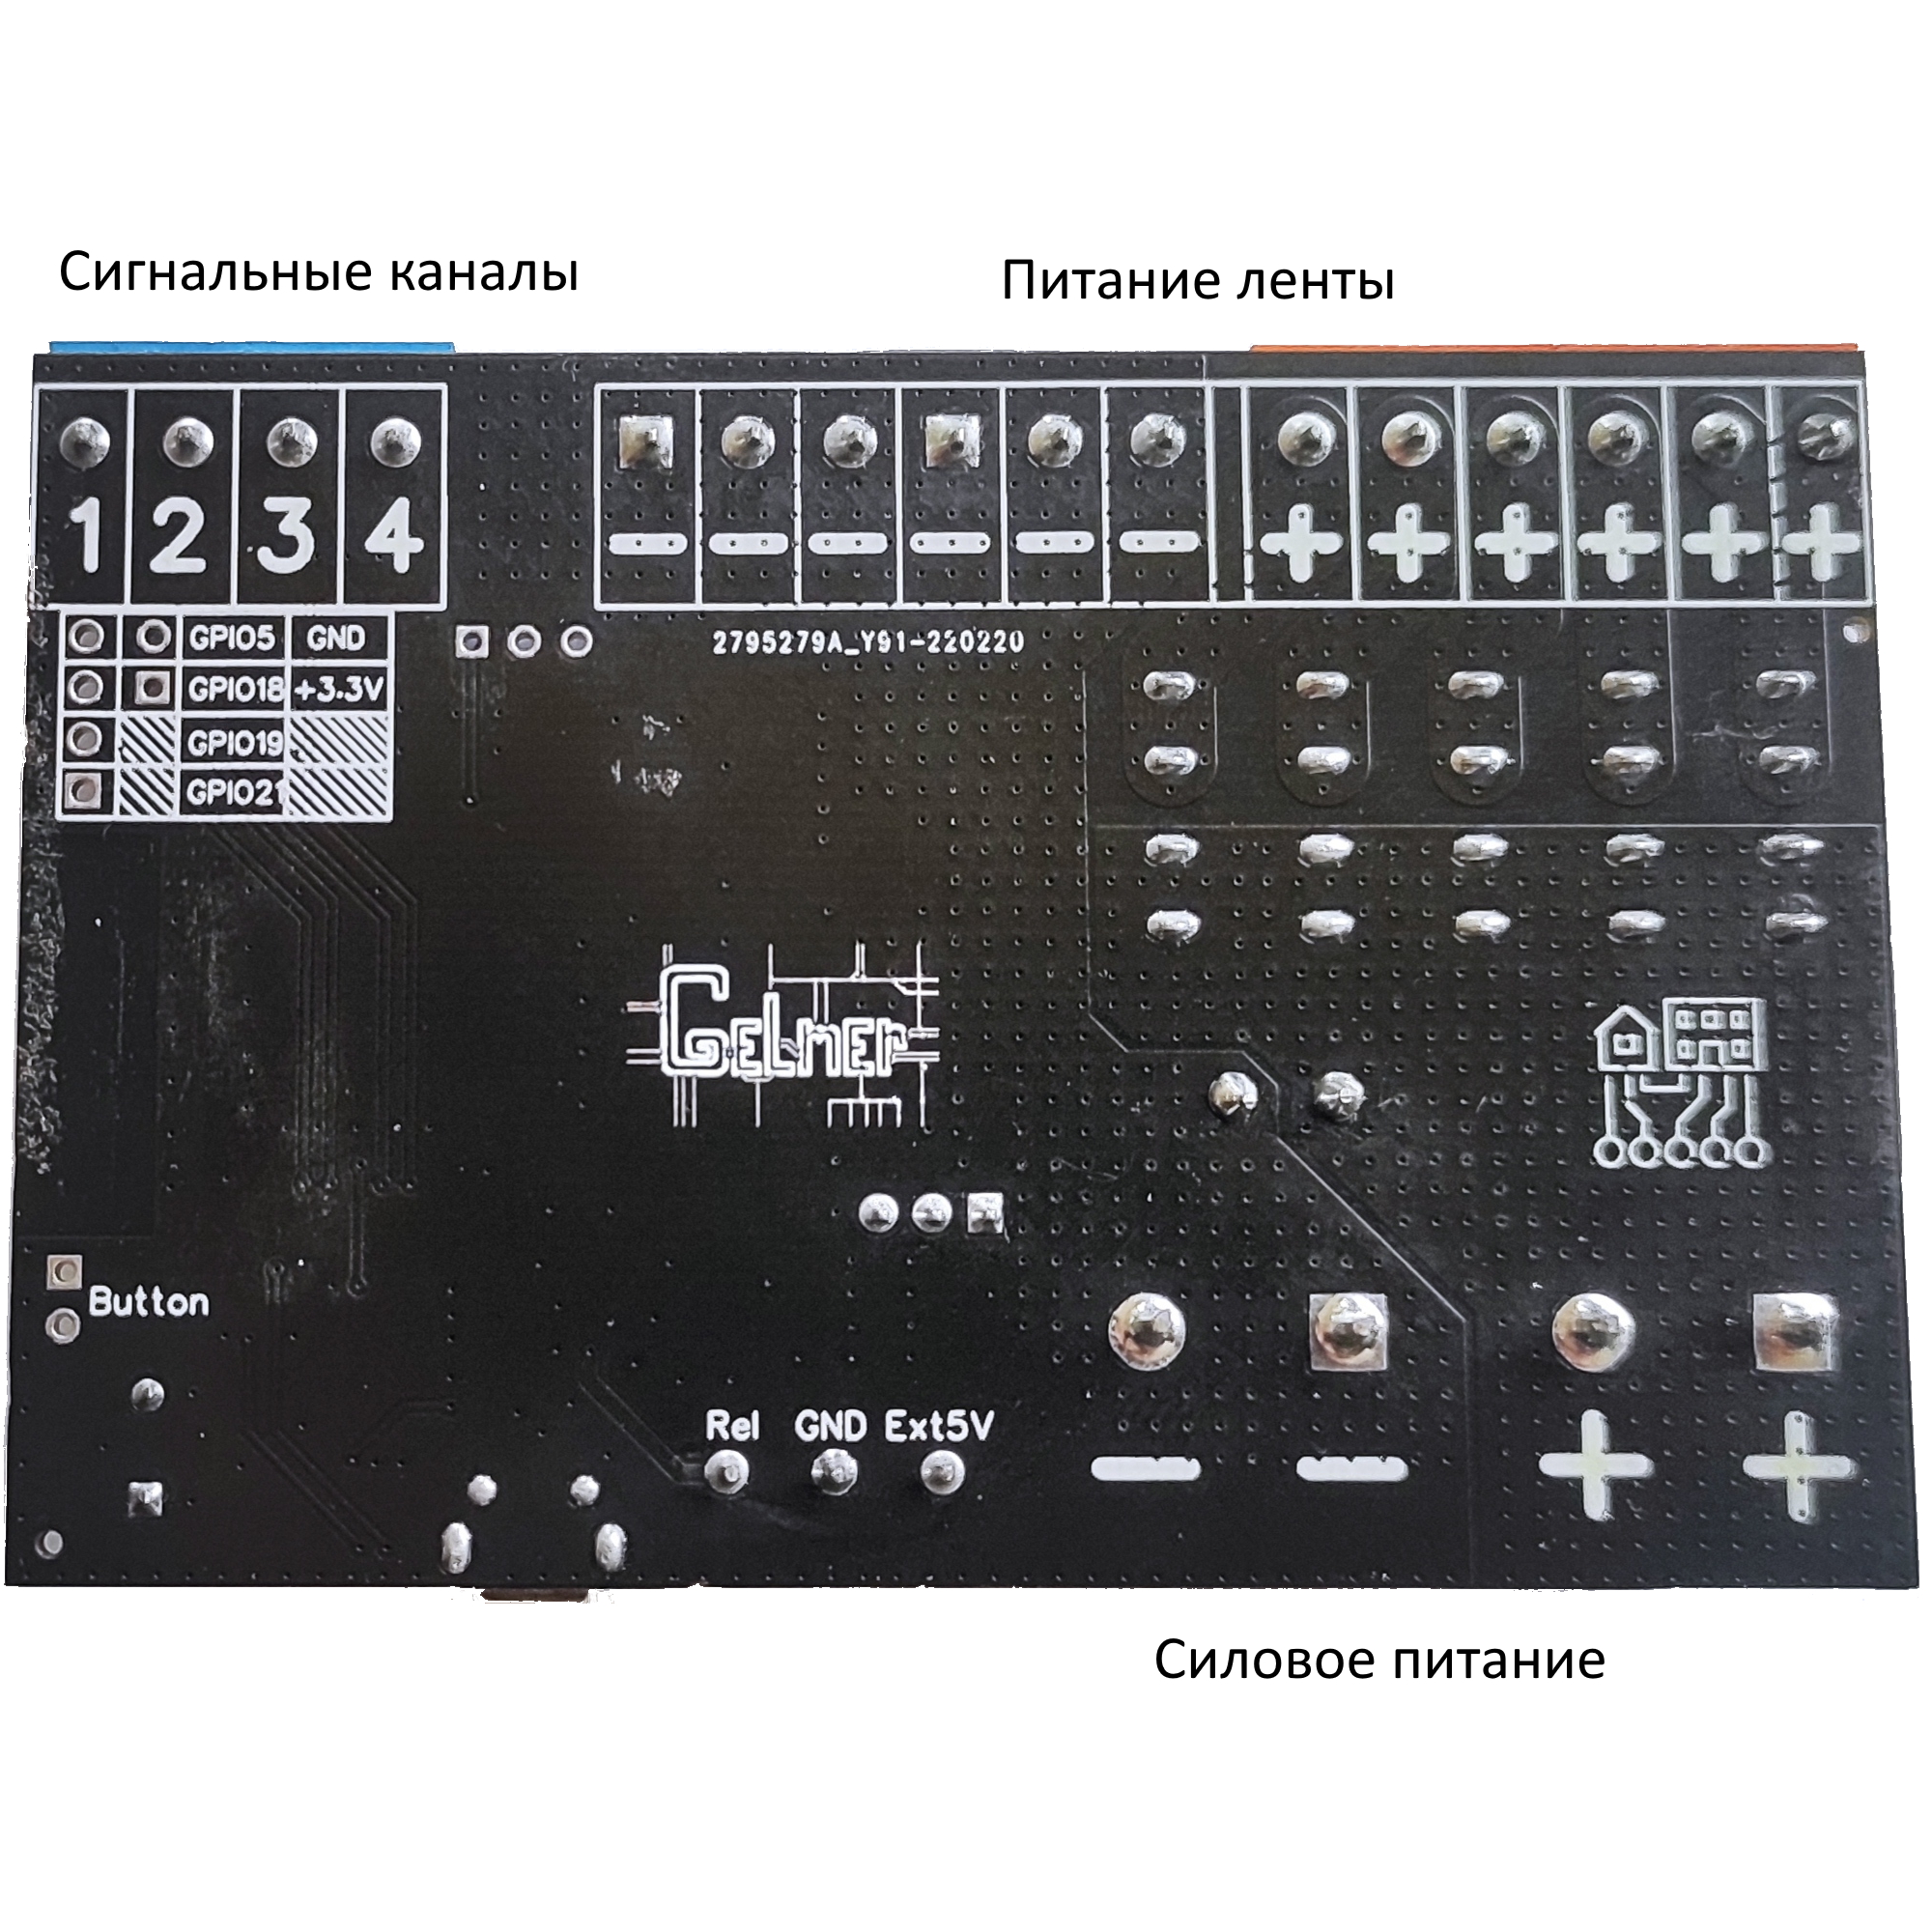 Сигнальные каналы
Питание ленты
1 2 3 4
− − − − − − + + + + + +
GPIO5 GND
GPIO18 +3.3V
GPIO19
GPIO21
2795279A_Y91-220220
GELMER
Button
Rel GND Ext5V
− − + +
Силовое питание